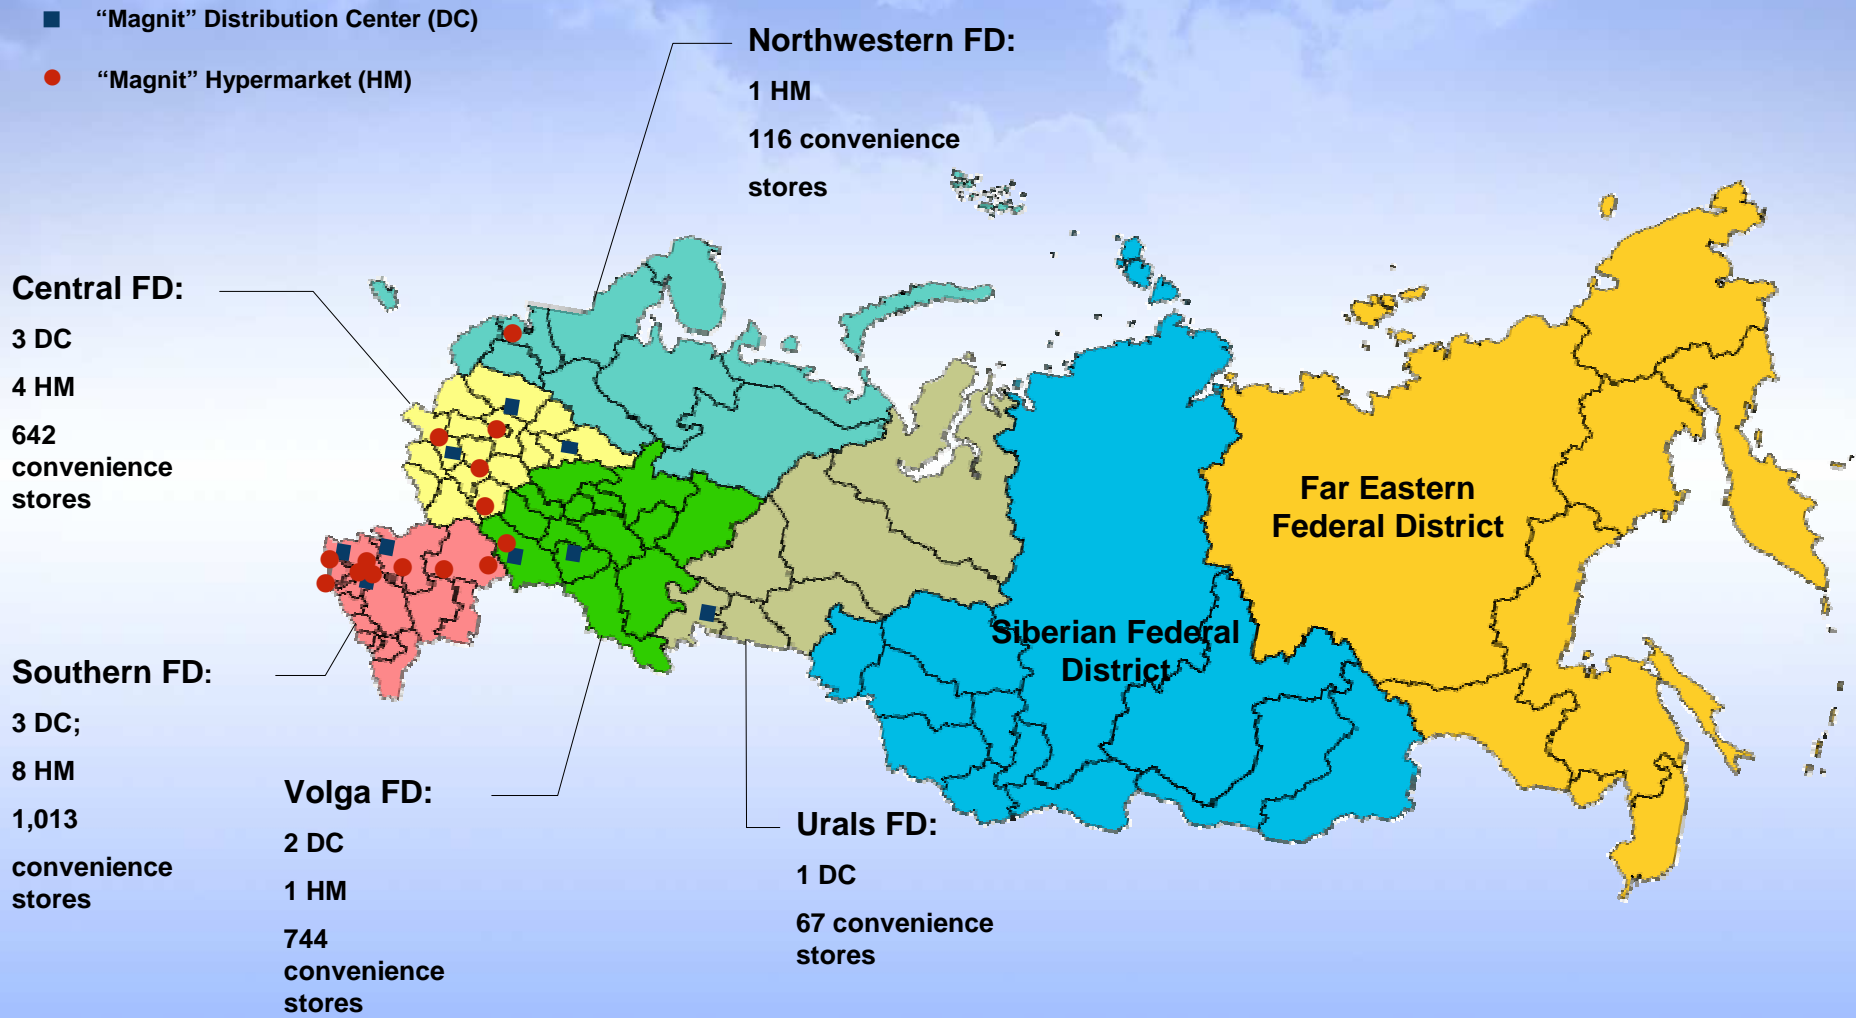 “Magnit” Distribution Center (DC)
“Magnit” Hypermarket (HM)
Northwestern FD:
1 HM
116 convenience
stores
Central FD:
3 DC
4 HM
642
convenience
stores
Far Eastern
Federal District
Siberian Federal
District
Southern FD:
3 DC;
8 HM
1,013
convenience
stores
Volga FD:
2 DC
1 HM
744
convenience
stores
Urals FD:
1 DC
67 convenience
stores